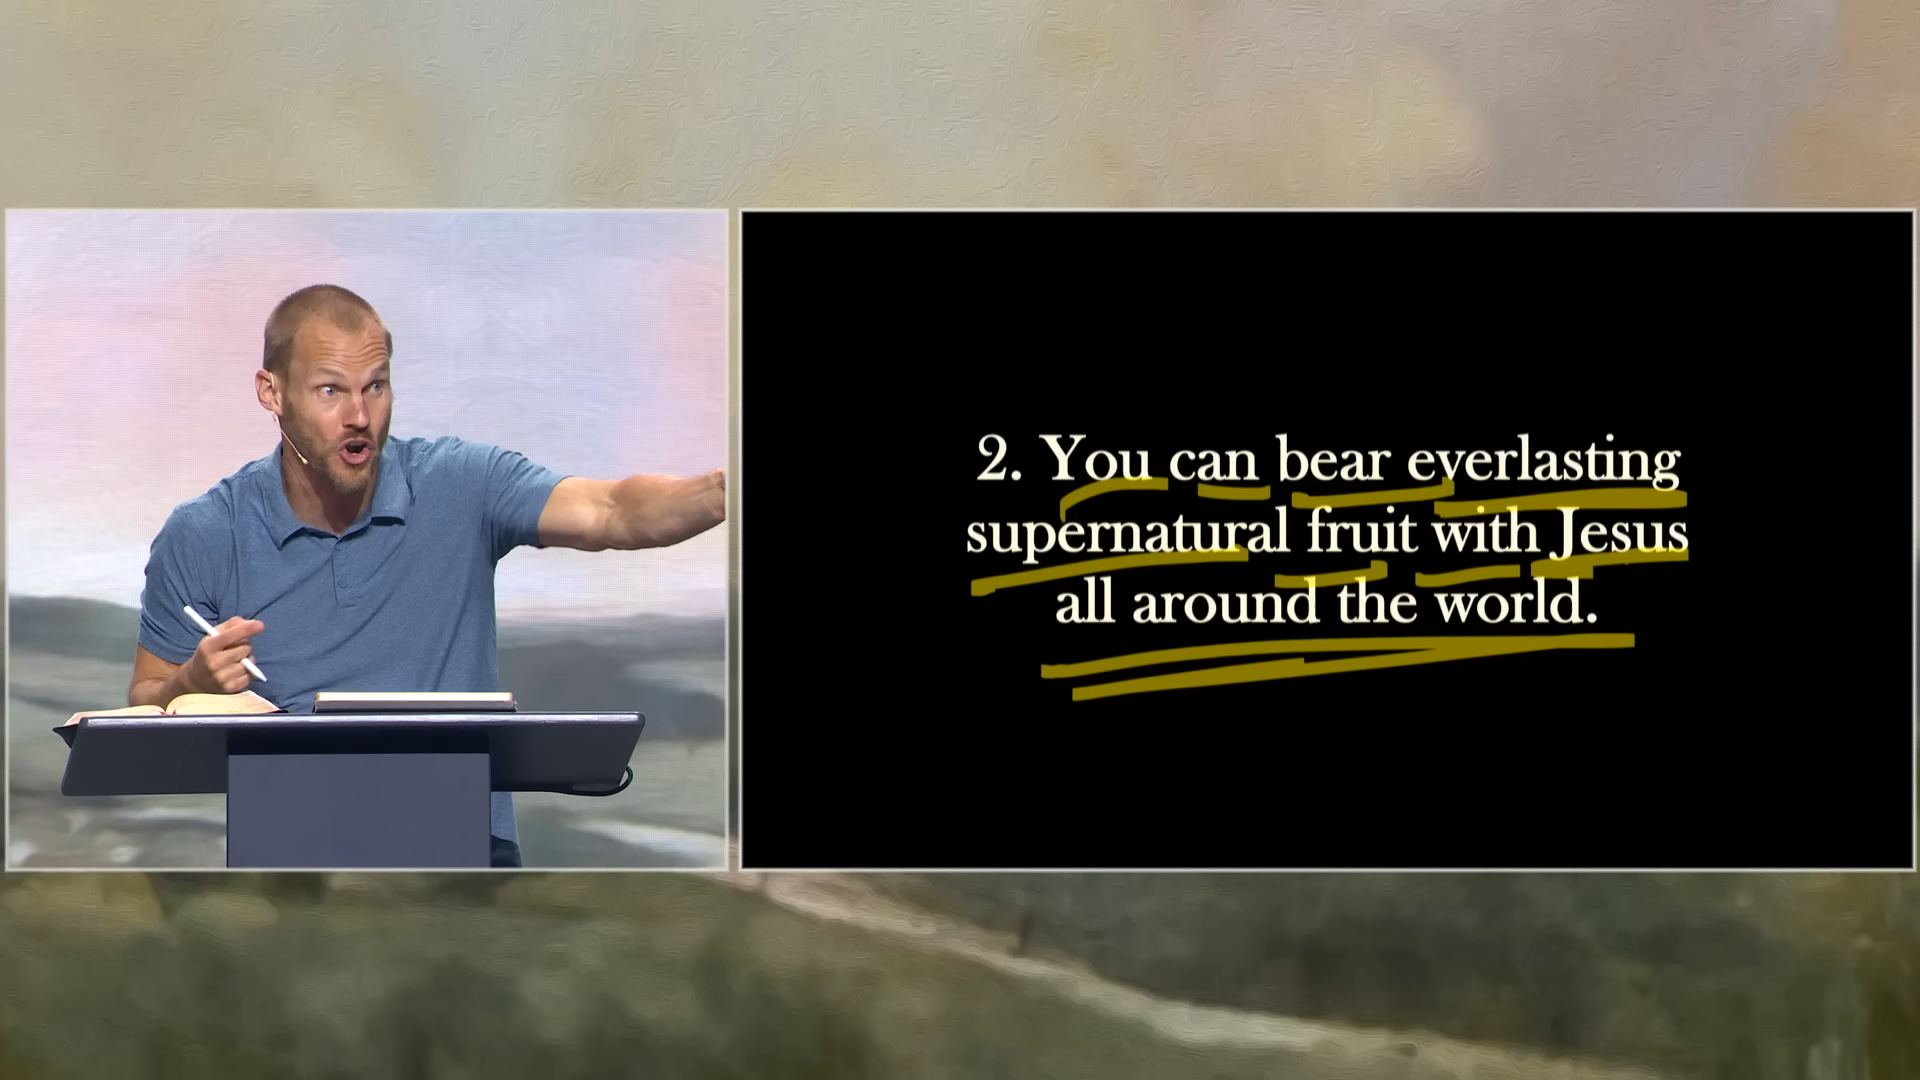 2. You can bear everlasting
supernatural fruit with Jesus
all around the world.